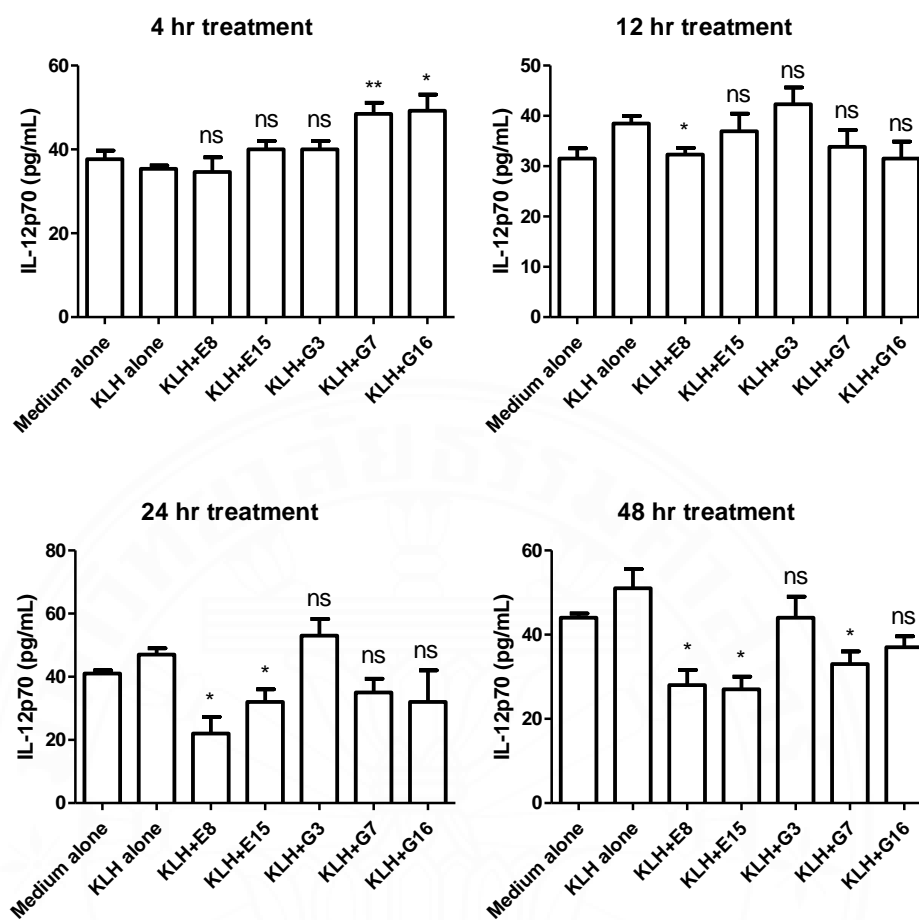 4 hr treatment
IL-12p70 (pg/mL)
60
40
20
0
ns
ns
ns
**
*
Medium alone
KLH alone
KLH+E8
KLH+E15
KLH+G3
KLH+G7
KLH+G16
12 hr treatment
IL-12p70 (pg/mL)
50
40
30
20
10
0
*
ns
ns
ns
ns
Medium alone
KLH alone
KLH+E8
KLH+E15
KLH+G3
KLH+G7
KLH+G16
24 hr treatment
IL-12p70 (pg/mL)
80
60
40
20
0
*
*
ns
ns
ns
Medium alone
KLH alone
KLH+E8
KLH+E15
KLH+G3
KLH+G7
KLH+G16
48 hr treatment
IL-12p70 (pg/mL)
60
40
20
0
*
*
ns
*
ns
Medium alone
KLH alone
KLH+E8
KLH+E15
KLH+G3
KLH+G7
KLH+G16